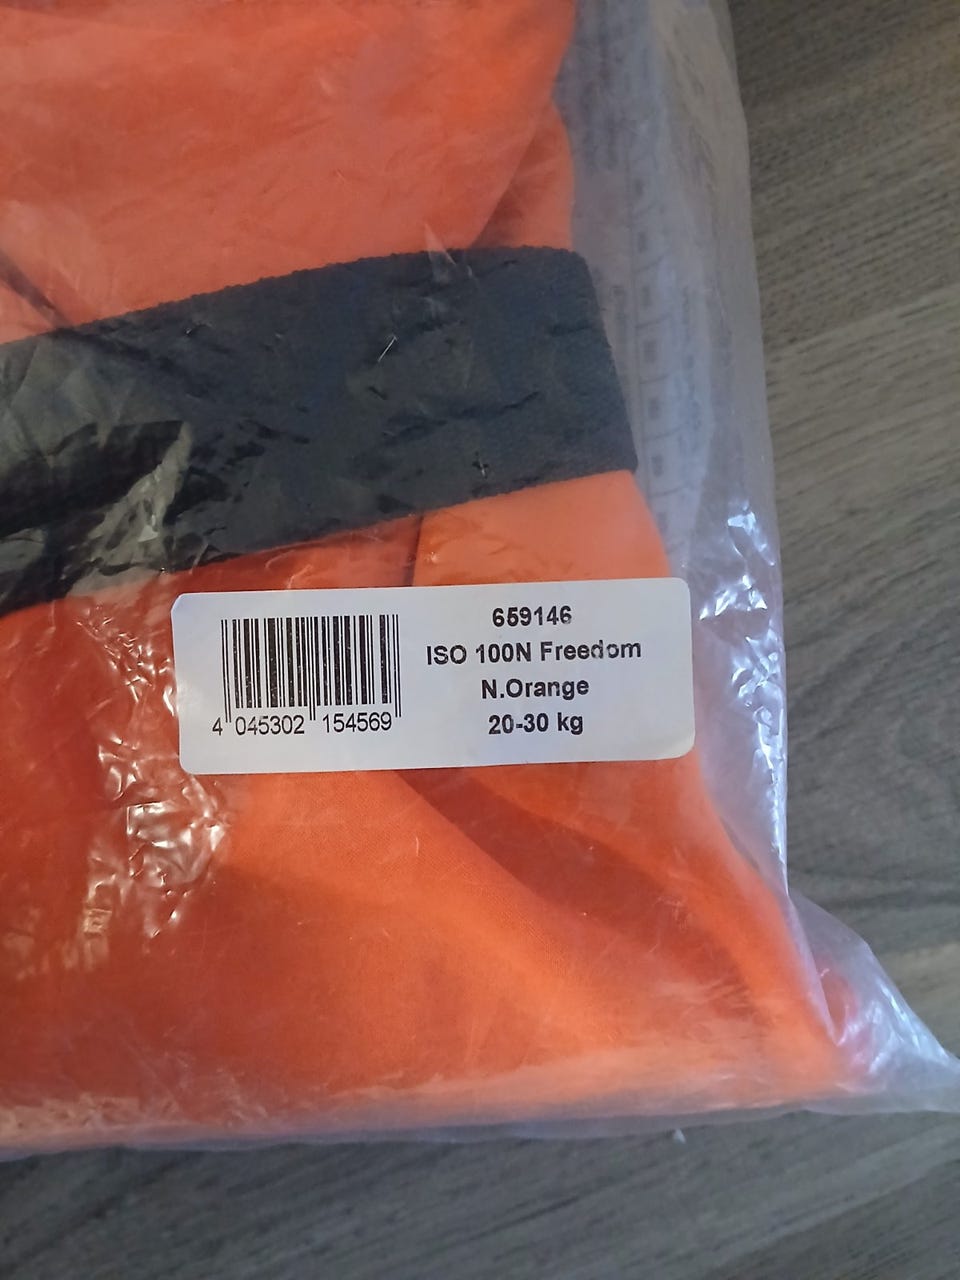 659146
ISO 100N Freedom
N.Orange
20-30 kg
4 045302 154569